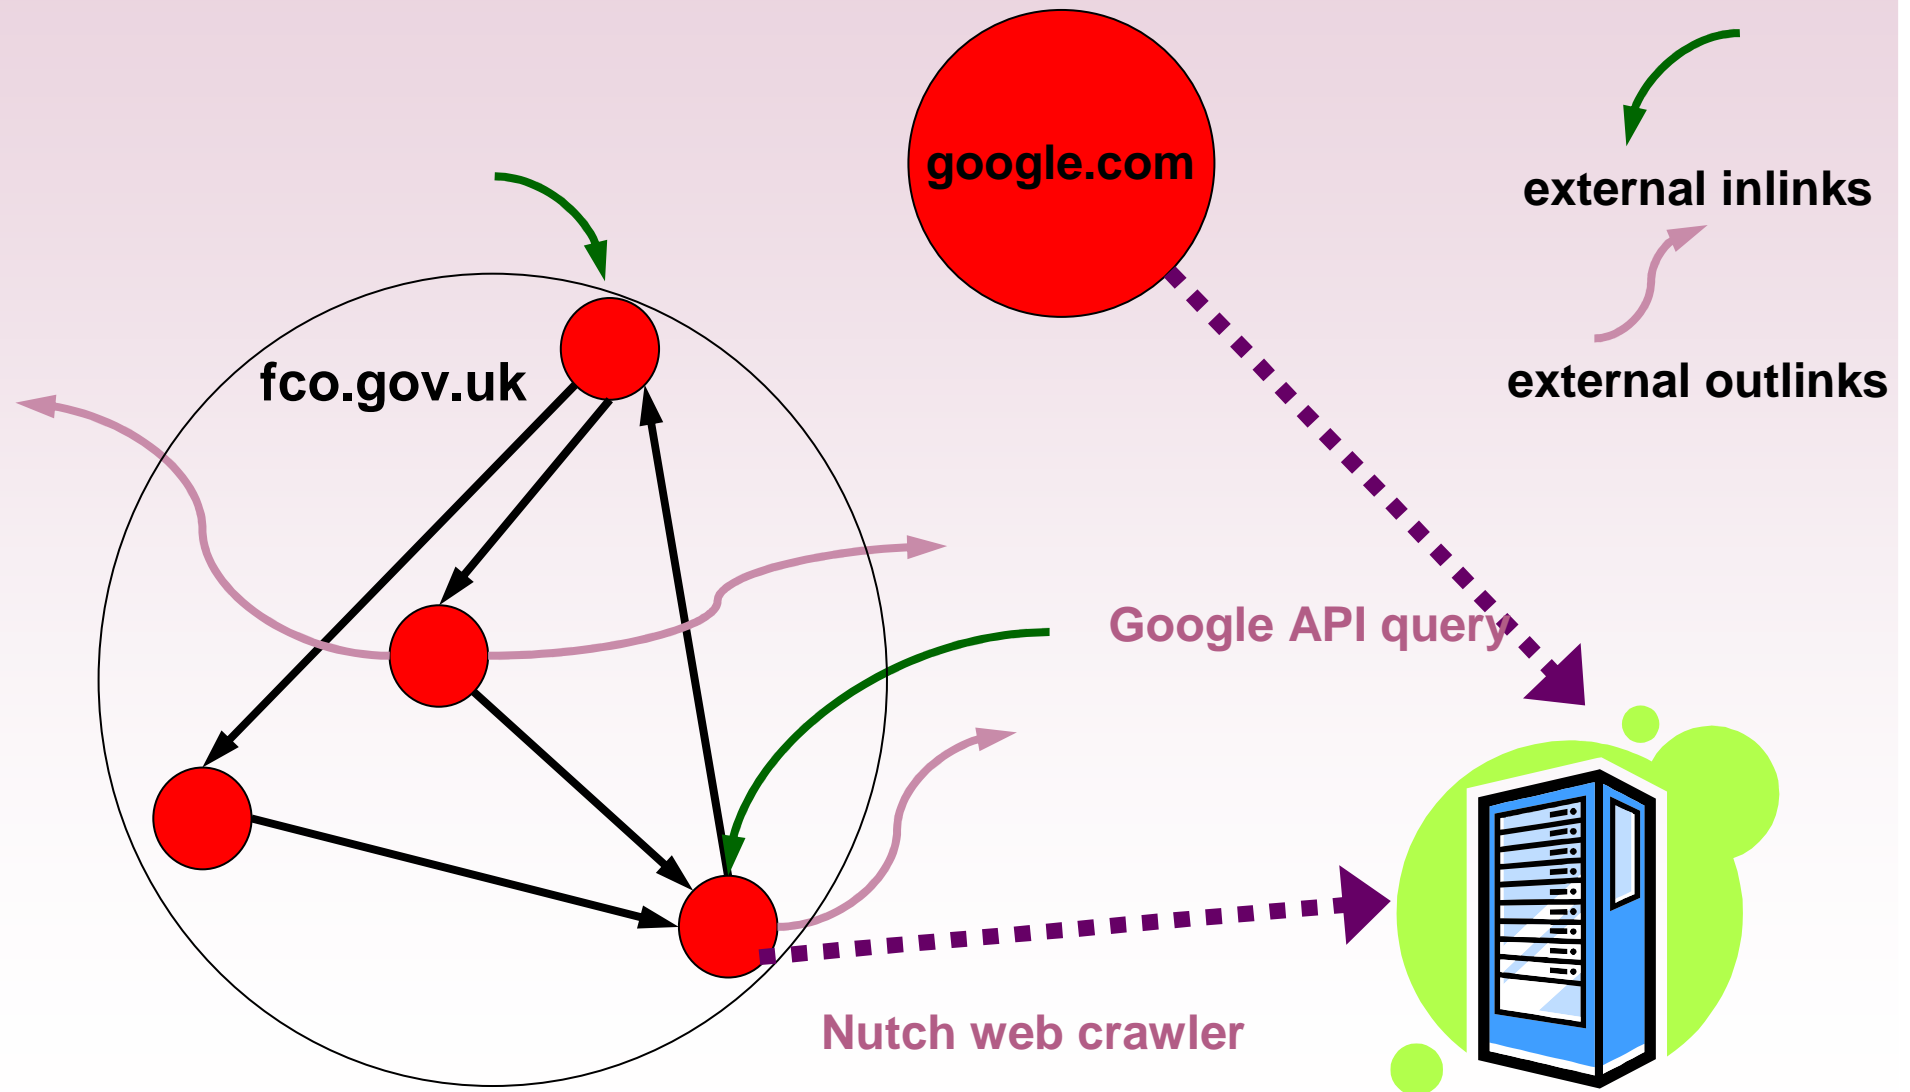 google.com
external inlinks
fco.gov.uk
external outlinks
Google API query
Nutch web crawler